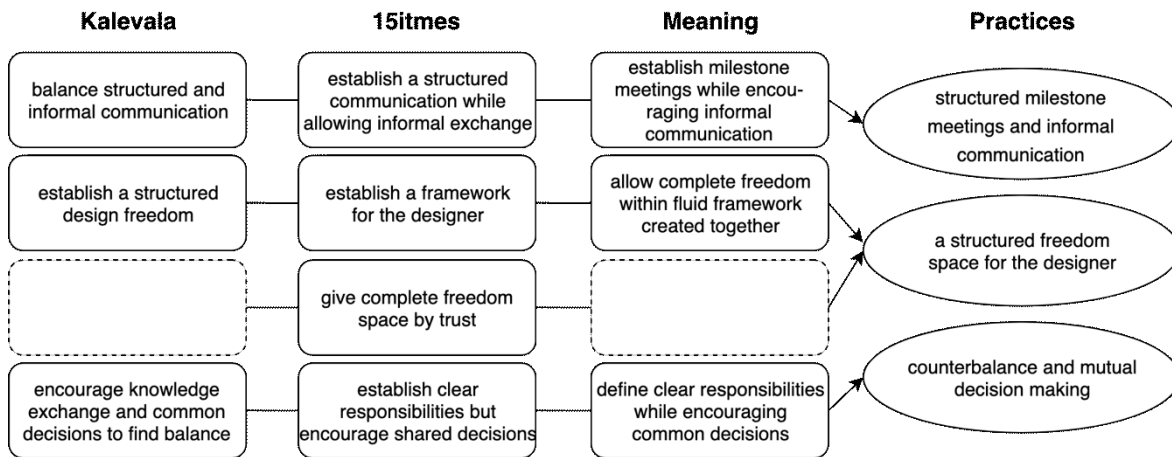 Kalevala
15itmes
Meaning
Practices
balance structured and
informal communication
establish a structured
communication while
allowing informal exchange
establish milestone
meetings while encou-
raging informal
communication
structured milestone
meetings and informal
communication
establish a structured
design freedom
establish a framework
for the designer
allow complete freedom
within fluid framework
created together
a structured freedom
space for the designer
give complete freedom
space by trust
encourage knowledge
exchange and common
decisions to find balance
establish clear
responsibilities but
encourage shared decisions
define clear responsibilities
while encouraging
common decisions
counterbalance and mutual
decision making